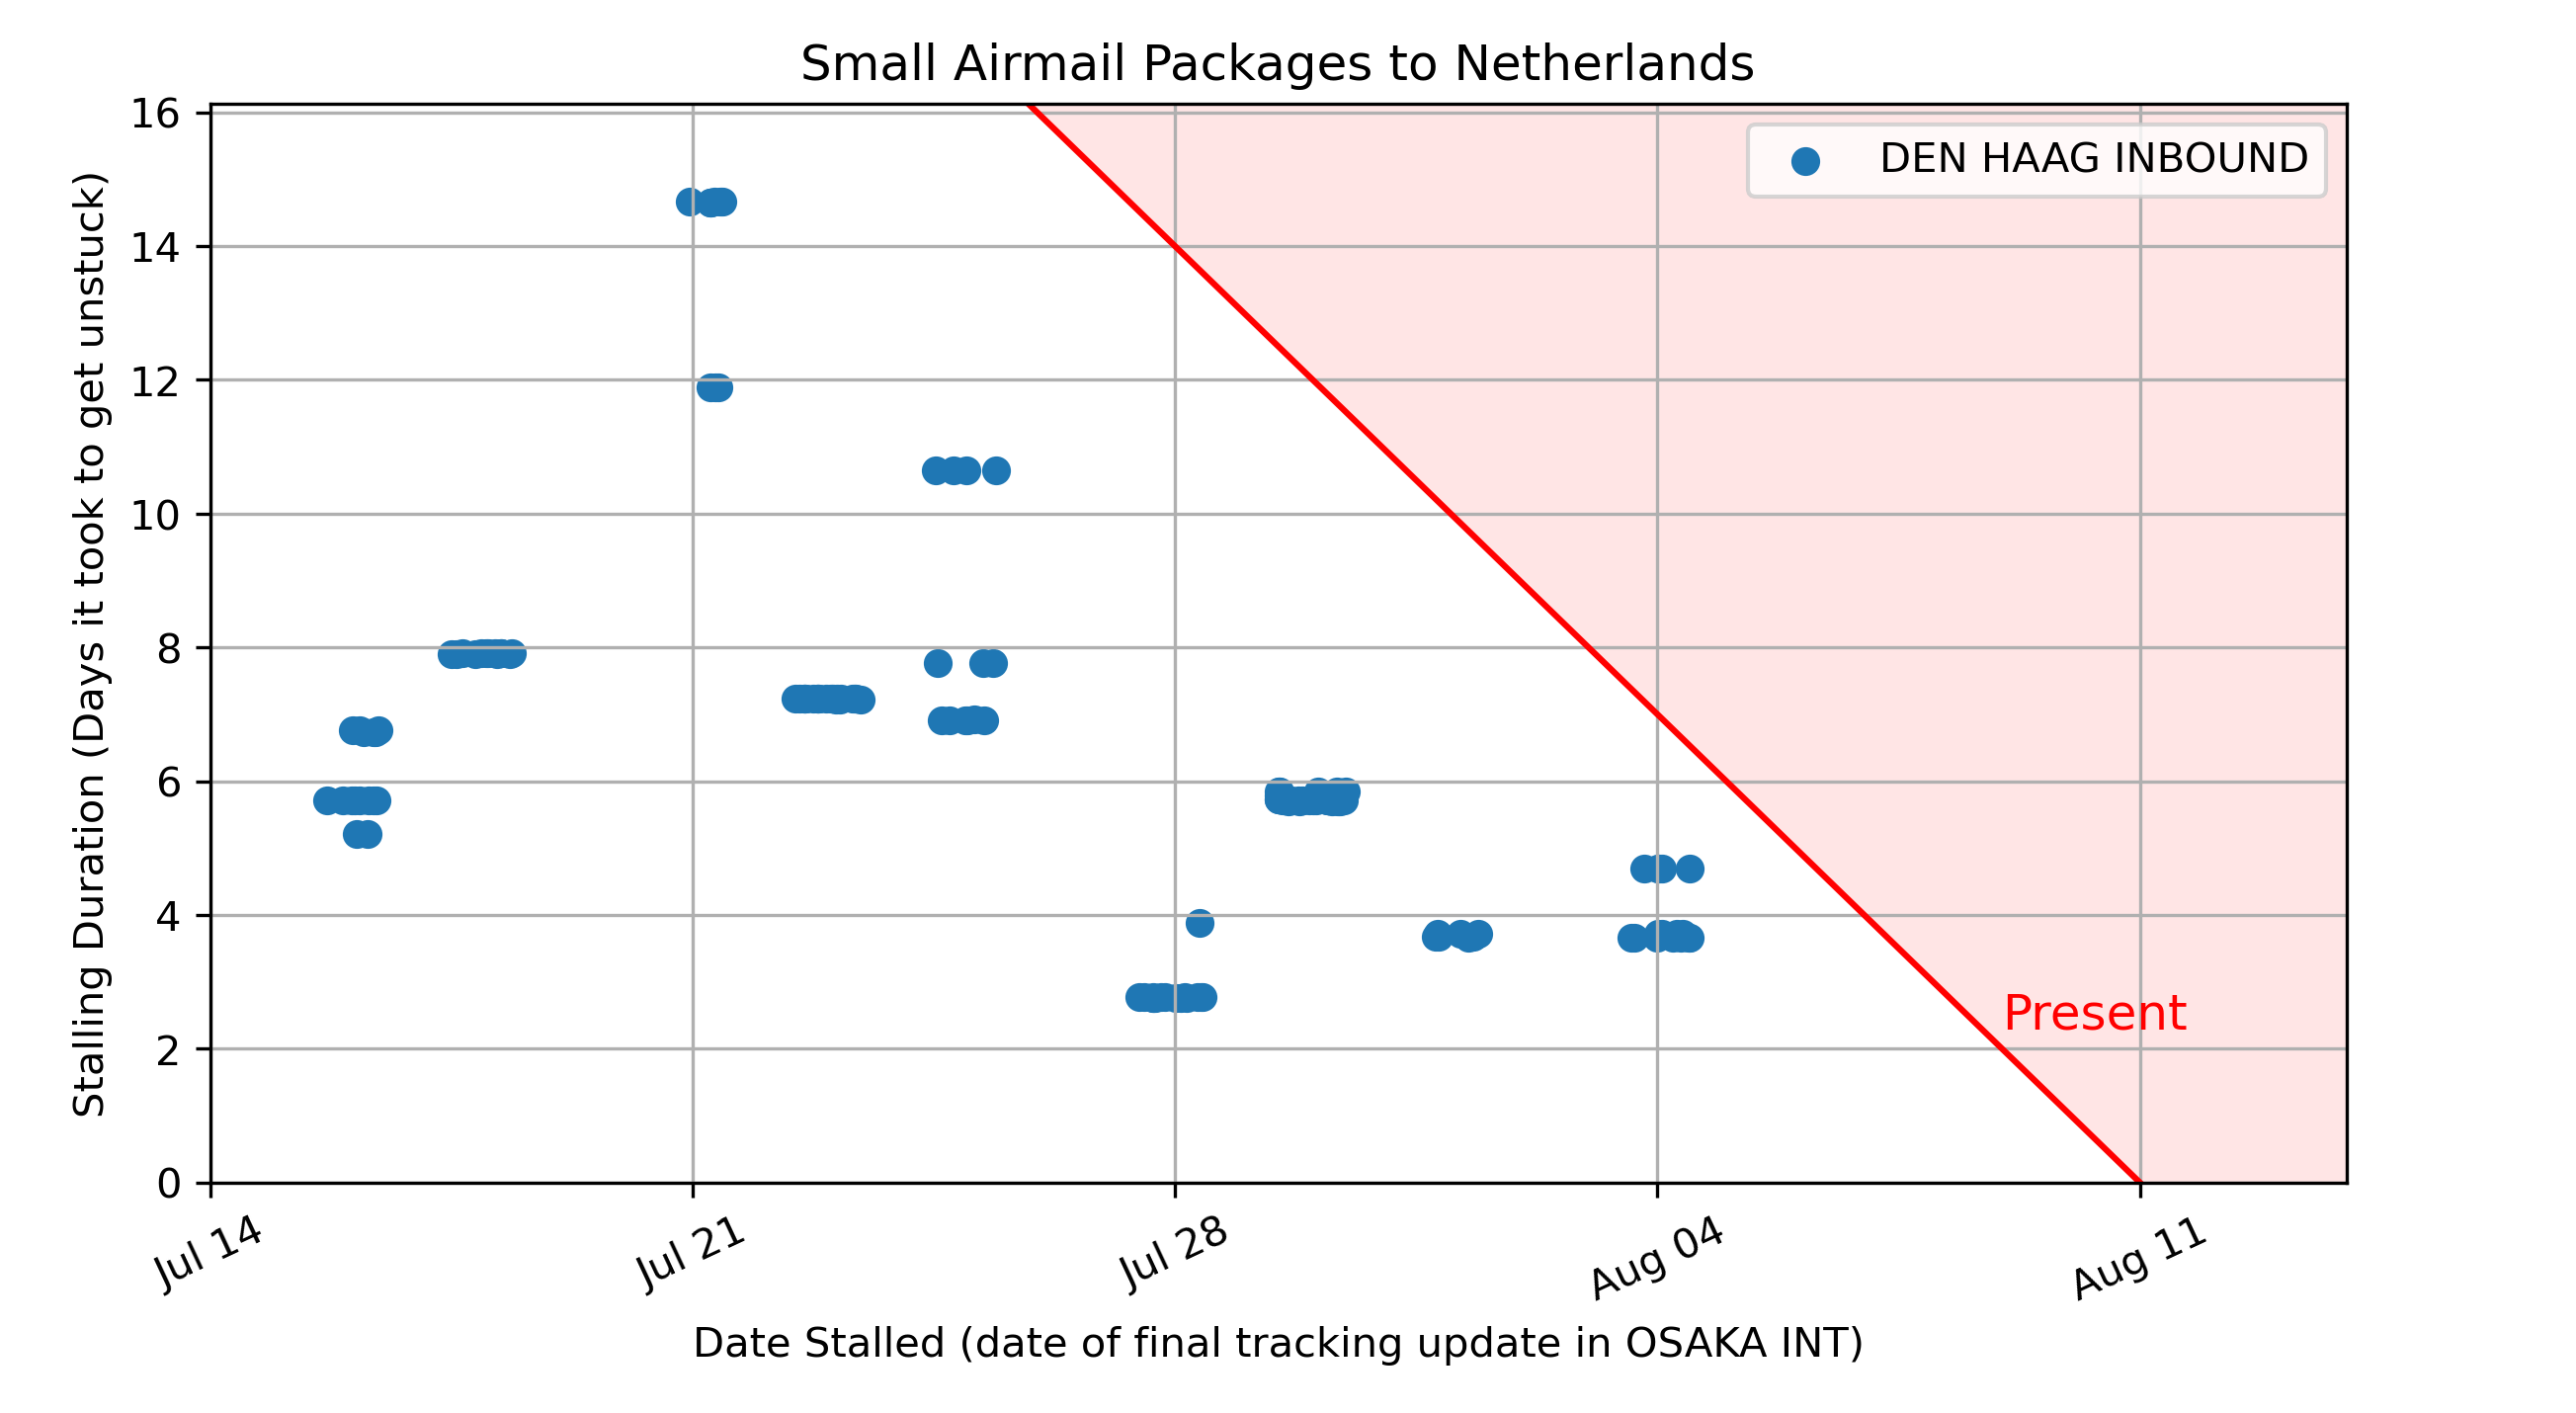 Small Airmail Packages to Netherlands
Stalling Duration (Days it took to get unstuck)
16
14
12
10
8
6
4
2
0
DEN HAAG INBOUND
Present
Jul 14
Jul 21
Jul 28
Aug 04
Aug 11
Date Stalled (date of final tracking update in OSAKA INT)